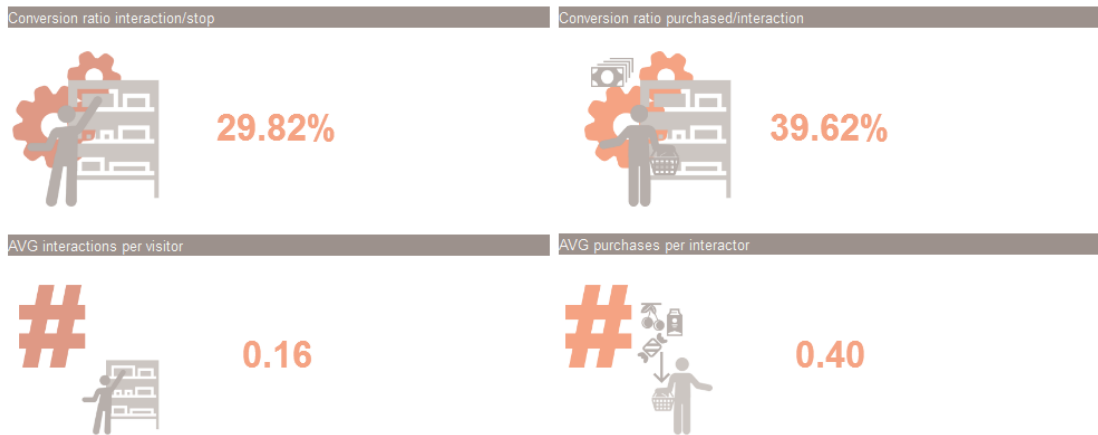 Conversion ratio interaction/stop
Conversion ratio purchased/interaction
29.82%
39.62%
AVG interactions per visitor
AVG purchases per interactor
#
0.16
#
0.40